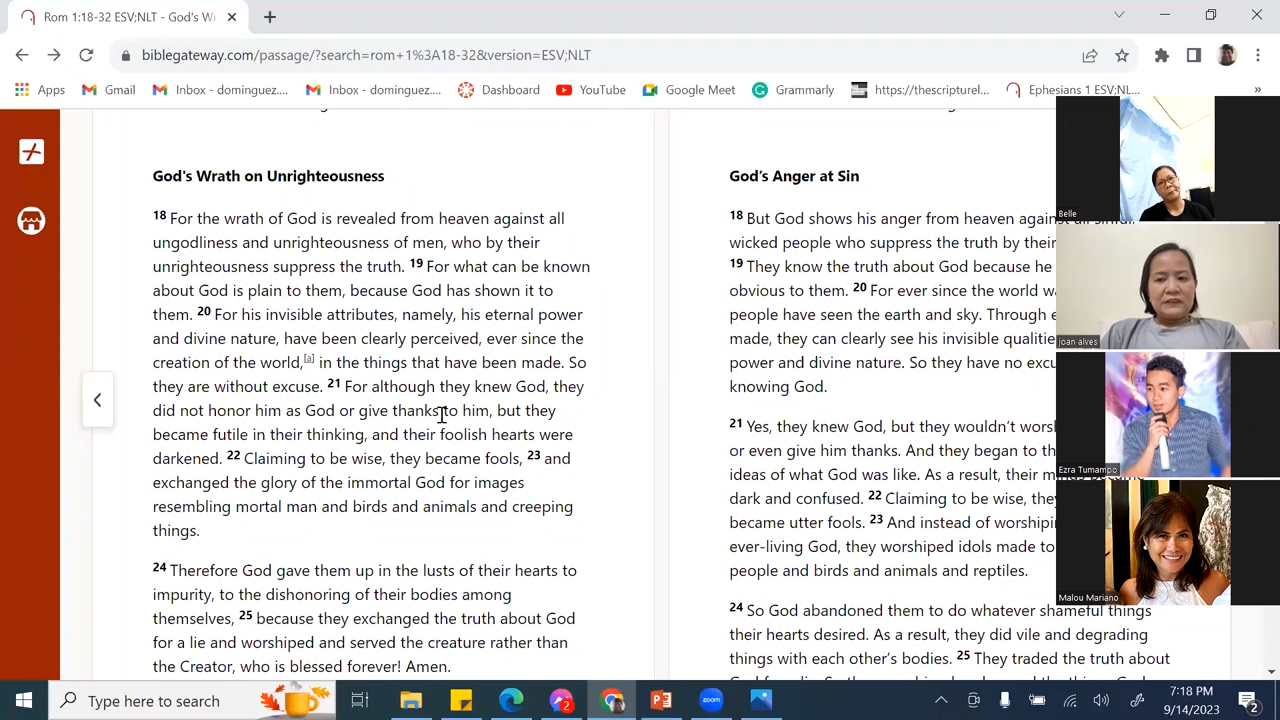 Rom 1:18-32 ESV;NLT - God's W
biblegateway.com/passage/?search=rom+1%3A18-32&version=ESV;NLT
Apps
Gmail
Inbox - dominguez....
Inbox - dominguez....
Dashboard
YouTube
Google Meet
Grammarly
https://thescripturel...
Ephesians 1 ESV;NL...
»
God's Wrath on Unrighteousness
18 For the wrath of God is revealed from heaven against all
ungodliness and unrighteousness of men, who by their
unrighteousness suppress the truth. 19 For what can be known
about God is plain to them, because God has shown it to
them. 20 For his invisible attributes, namely, his eternal power
and divine nature, have been clearly perceived, ever since the
creation of the world,[a] in the things that have been made. So
they are without excuse. 21 For although they knew God, they
did not honor him as God or give thanks to him, but they
became futile in their thinking, and their foolish hearts were
darkened. 22 Claiming to be wise, they became fools, 23 and
exchanged the glory of the immortal God for images
resembling mortal man and birds and animals and creeping
things.
24 Therefore God gave them up in the lusts of their hearts to
impurity, to the dishonoring of their bodies among
themselves, 25 because they exchanged the truth about God
for a lie and worshiped and served the creature rather than
the Creator, who is blessed forever! Amen.
God's Anger at Sin
18 But God shows his anger from heaven against all sinful,
wicked people who suppress the truth by their
19 They know the truth about God because he
obvious to them. 20 For ever since the world
people have seen the earth and sky. Through
made, they can clearly see his invisible
power and divine nature. So they have no
knowing God.
21 Yes, they knew God, but they wouldn't
or even give him thanks. And they began to
ideas of what God was like. As a result, their minds became
dark and confused. 22 Claiming to be wise, they
became utter fools. 23 And instead of
ever-living God, they worshiped idols made to
people and birds and animals and reptiles.
24 So God abandoned them to do whatever shameful things
their hearts desired. As a result, they did vile and degrading
things with each other's bodies. 25 They traded the truth about
Belle
joan alves
Ezra Tumampo
Malou Mariano
Type here to search
2
7:18 PM
9/14/2023
2